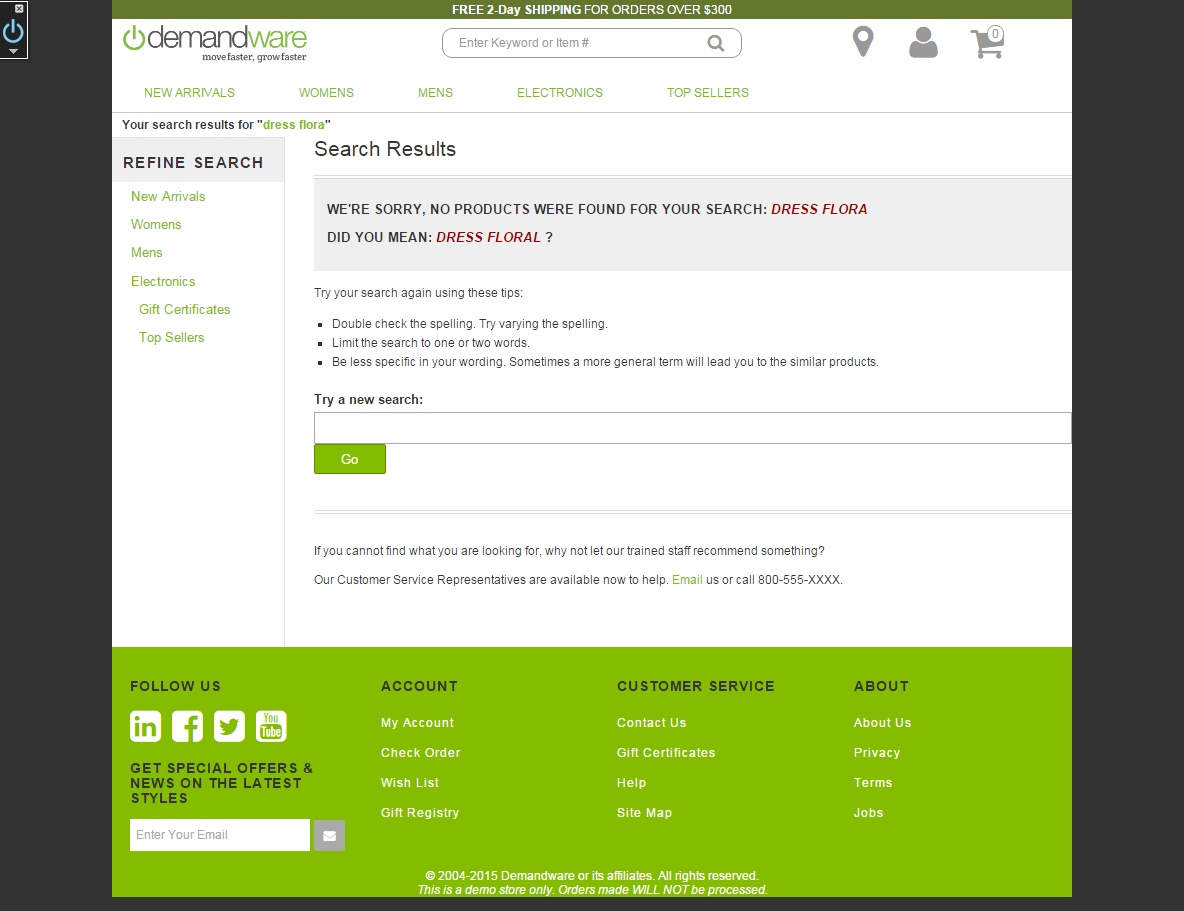 FREE 2-Day SHIPPING FOR ORDERS OVER $300
demandware
move faster, grow faster
Enter Keyword or Item #
0
NEW ARRIVALS WOMENS MENS ELECTRONICS TOP SELLERS
Your search results for "dress flora"
REFINE SEARCH
New Arrivals
Womens
Mens
Electronics
Gift Certificates
Top Sellers
Search Results
WE'RE SORRY, NO PRODUCTS WERE FOUND FOR YOUR SEARCH: DRESS FLORA
DID YOU MEAN: DRESS FLORAL ?
Try your search again using these tips:
Double check the spelling. Try varying the spelling.
Limit the search to one or two words.
Be less specific in your wording. Sometimes a more general term will lead you to the similar products.
Try a new search:
Go
If you cannot find what you are looking for, why not let our trained staff recommend something?
Our Customer Service Representatives are available now to help. Email us or call 800-555-XXXX.
FOLLOW US
in f You Tube
GET SPECIAL OFFERS &
NEWS ON THE LATEST
STYLES
Enter Your Email
ACCOUNT
My Account
Check Order
Wish List
Gift Registry
CUSTOMER SERVICE
Contact Us
Gift Certificates
Help
Site Map
ABOUT
About Us
Privacy
Terms
Jobs
© 2004-2015 Demandware or its affiliates. All rights reserved.
This is a demo store only. Orders made WILL NOT be processed.